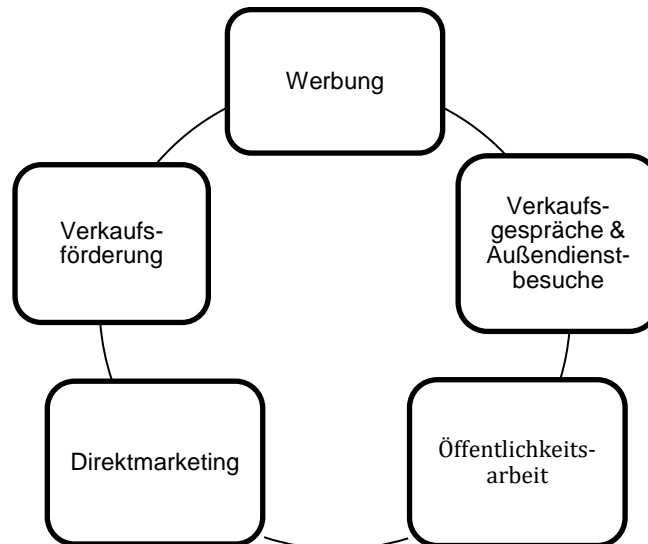 Werbung
Verkaufs-
gespräche &
Außendienst-
besuche
Öffentlichkeits-
arbeit
Direktmarketing
Verkaufs-
förderung